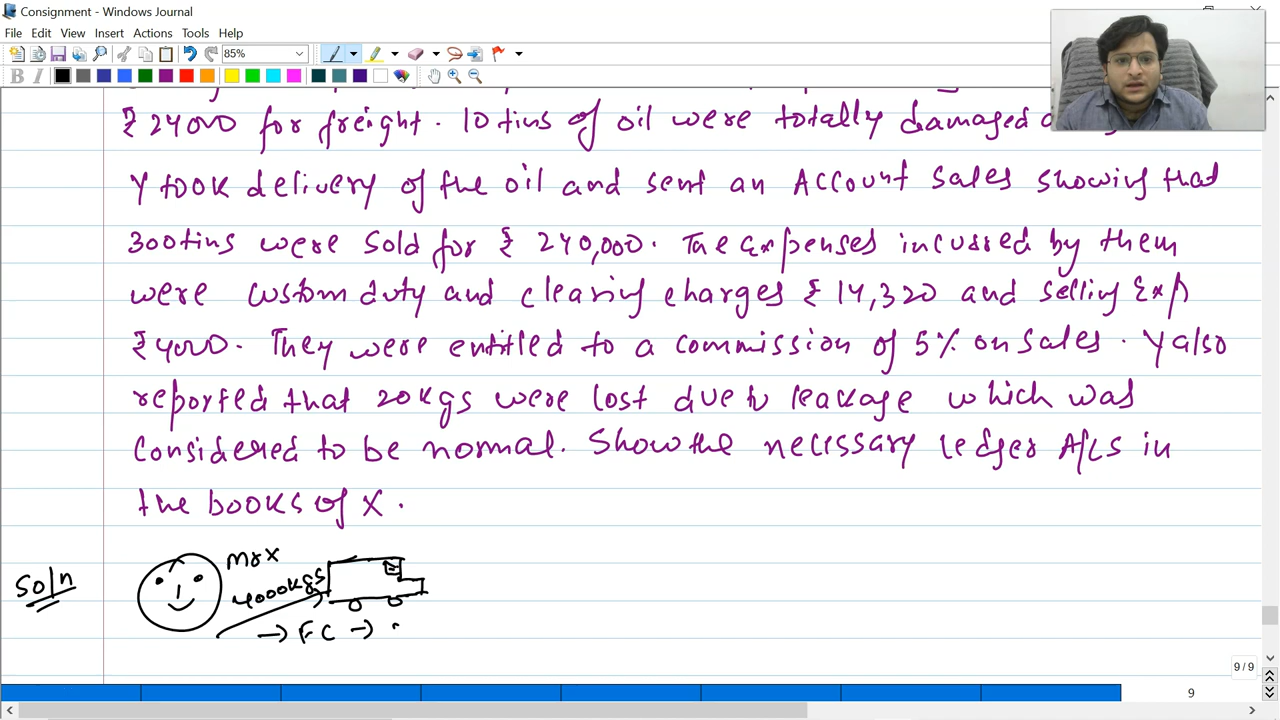 Consignment - Windows Journal
File Edit View Insert Actions Tools Help
85%
B I
₹ 24000 for freight. 10 tins of oil were totally damaged
Y took delivery of the oil and sent an Account Sales showing that
300 tins were sold for ₹ 240,000. The expenses incurred by them
were custom duty and clearing charges ₹ 14,320 and selling Exp
₹4000. They were entitled to a commission of 5% on sales. Y also
reported that 20 kgs were lost due to leakage which was
considered to be normal. Show the necessary ledger A/cs in
the books of X.
Soln
Mr X
4000 kgs
→ FC →
9 / 9
9